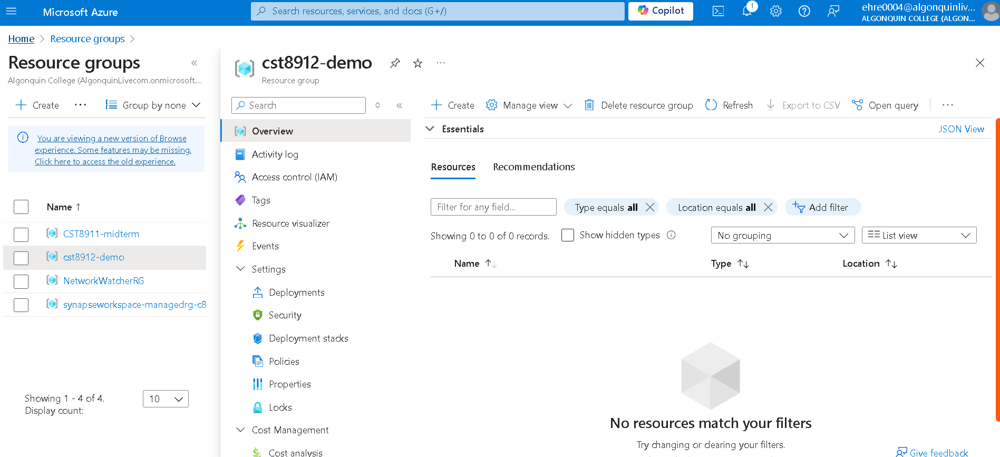 Microsoft Azure
Search resources, services, and docs (G+/)
Copilot
1
ehre0004@algonquinliv...
ALGONQUIN COLLEGE (ALGON...
Home > Resource groups >
Resource groups
Algonquin College (AlgonquinLivecom.onmicrosoft....
Create
Group by none
You are viewing a new version of Browse
experience. Some features may be missing.
Click here to access the old experience.
Name ↑
CST8911-midterm
cst8912-demo
NetworkWatcherRG
synapseworkspace-managedrg-c8
Showing 1 - 4 of 4.
Display count:
10
cst8912-demo
Resource group
Search
Overview
Activity log
Access control (IAM)
Tags
Resource visualizer
Events
Settings
Deployments
Security
Deployment stacks
Policies
Properties
Locks
Cost Management
Cost analysis
Create
Manage view
Delete resource group
Refresh
Export to CSV
Open query
Essentials
JSON View
Resources
Recommendations
Filter for any field...
Type equals all
Location equals all
Add filter
Showing 0 to 0 of 0 records.
Show hidden types
No grouping
List view
Name ↑↓
Type ↑↓
Location ↑↓
No resources match your filters
Try changing or clearing your filters.
Give feedback